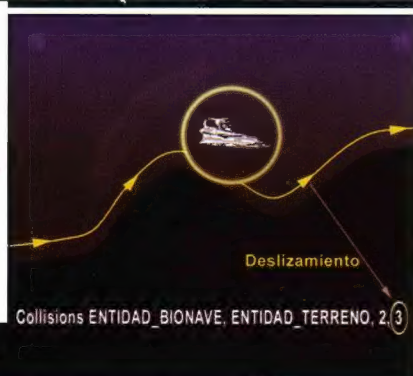 Deslizamiento
Collisions ENTIDAD_BIONAVE, ENTIDAD_TERRENO, 2, 3